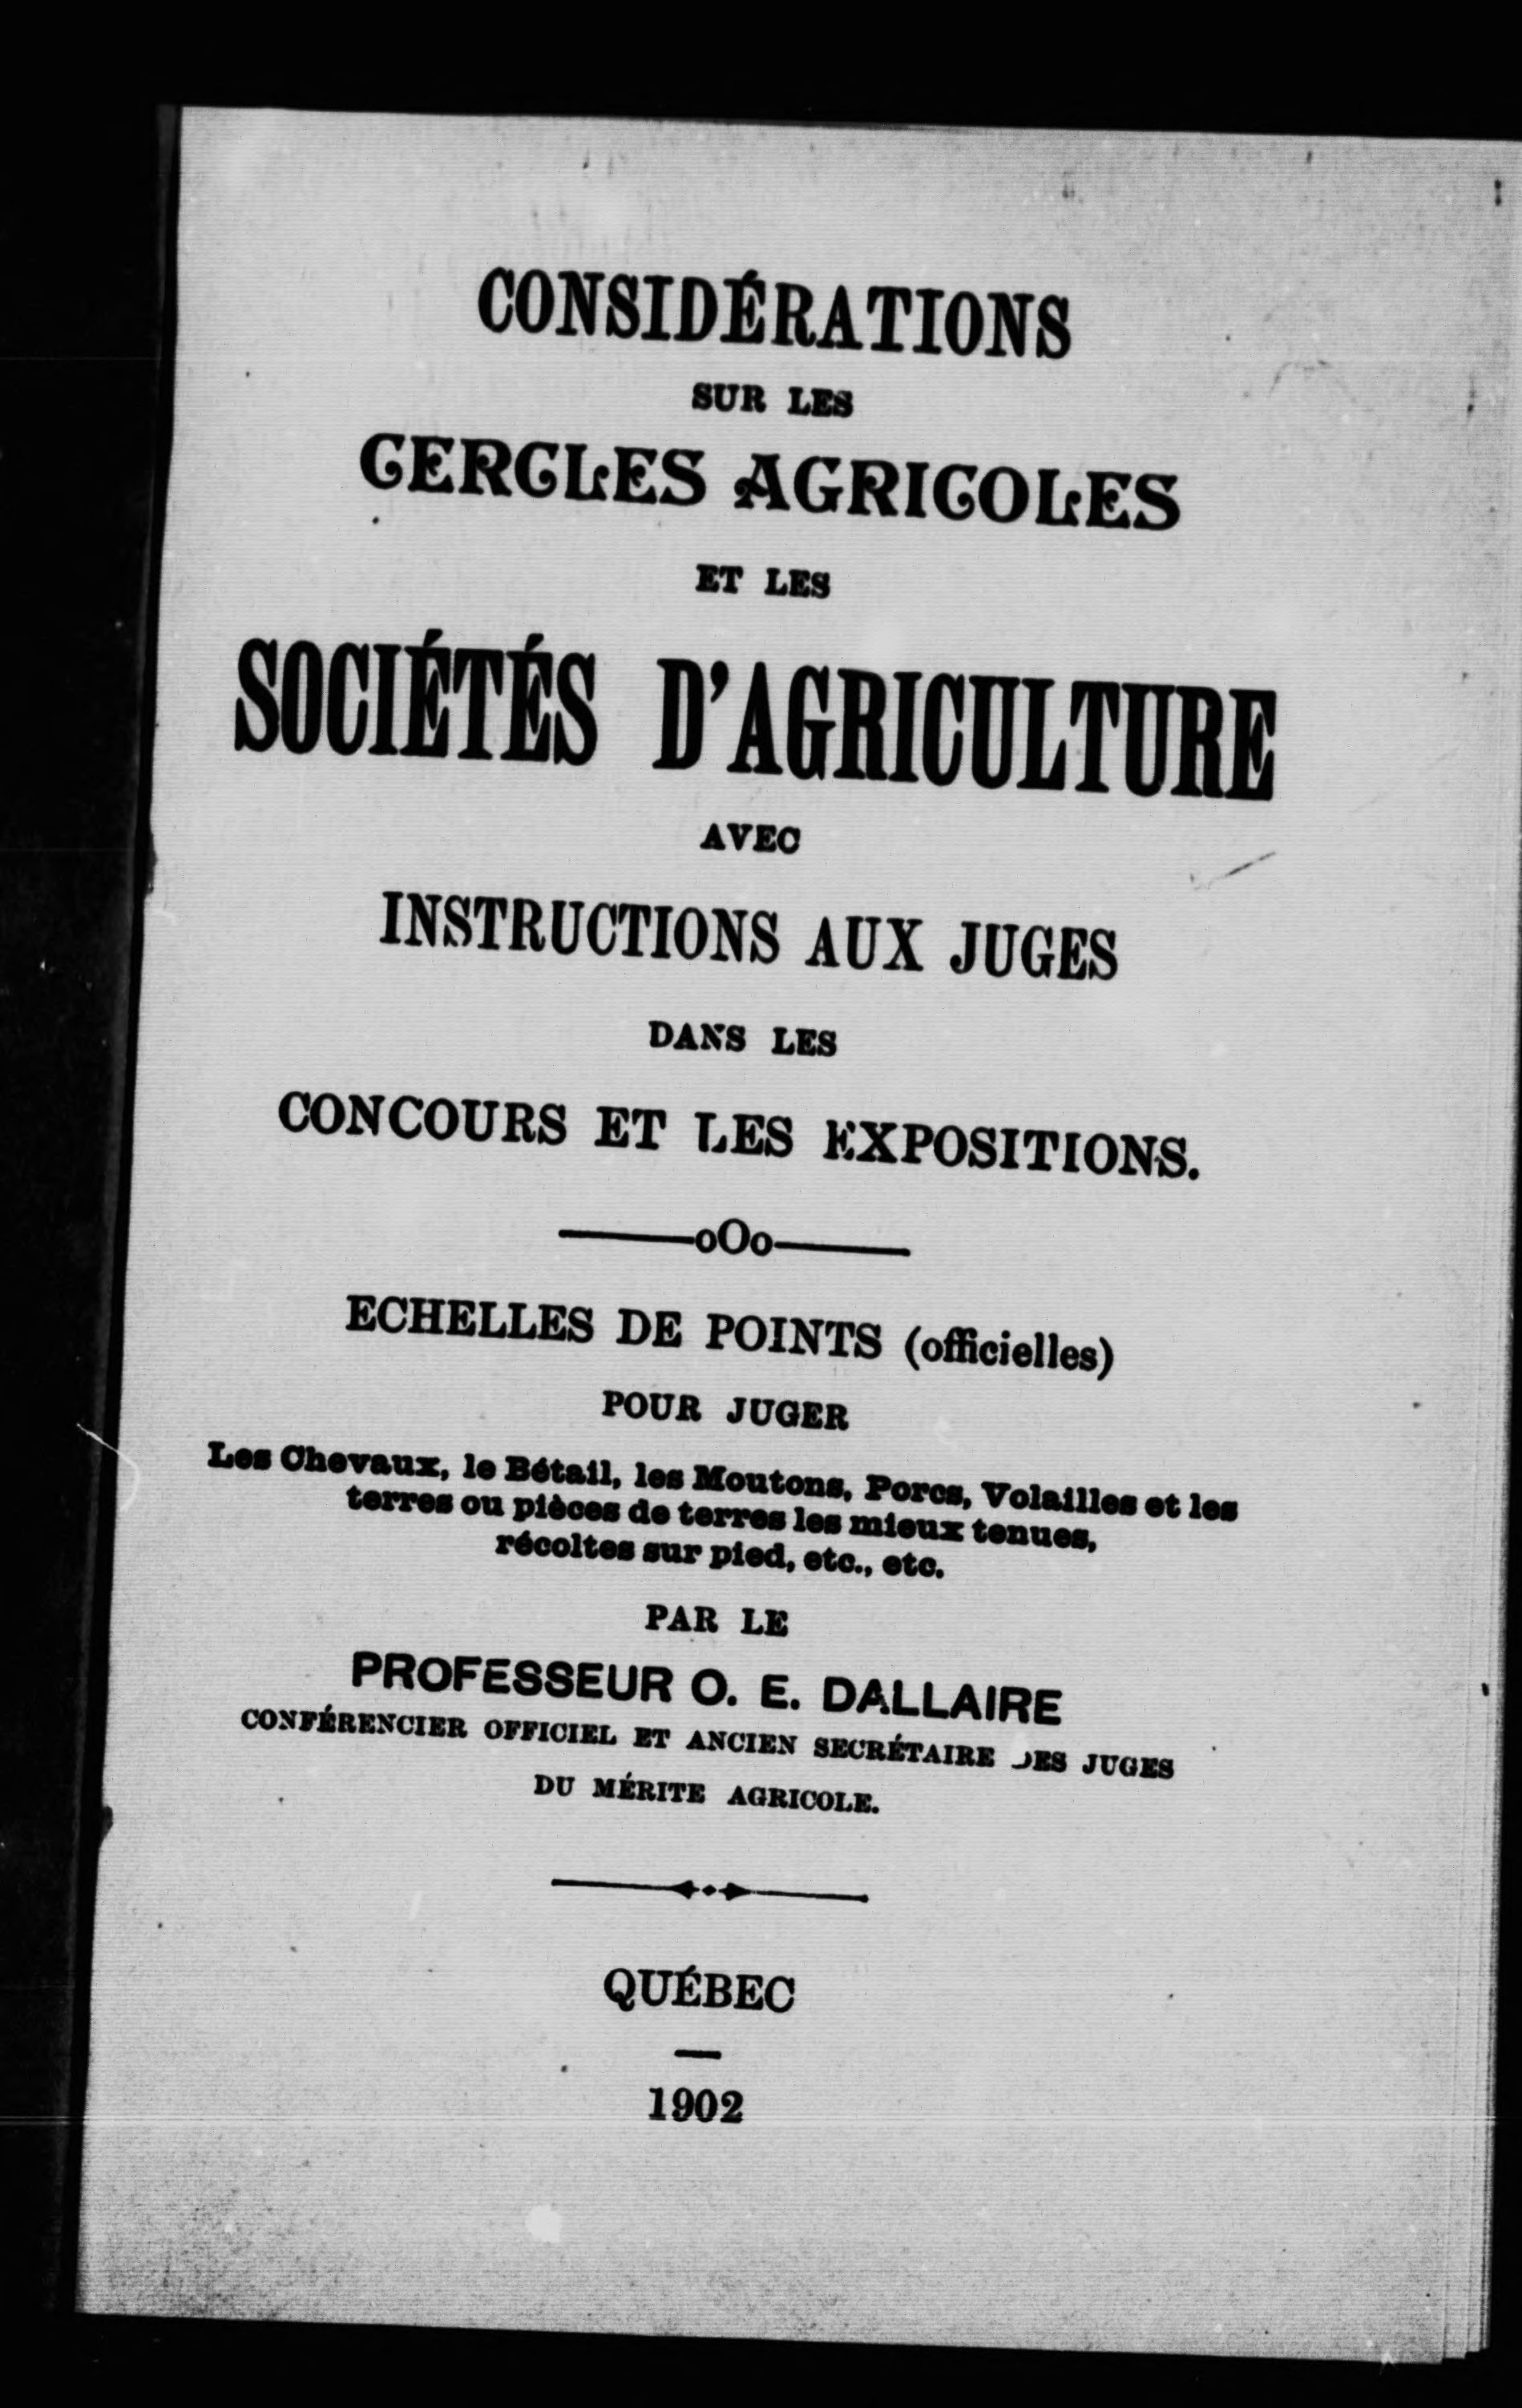 CONSIDÉRATIONS
SUR LES
CERCLES AGRICOLES
ET LES
SOCIÉTÉS D'AGRICULTURE
AVEC
INSTRUCTIONS AUX JUGES
DANS LES
CONCOURS ET LES EXPOSITIONS.
oOo
ECHELLES DE POINTS (officielles)
POUR JUGER
Les Chevaux, le Bétail, les Moutons, Porcs, Volailles et les
terres ou pièces de terres les mieux tenues,
récoltes sur pied, etc., etc.
PAR LE
PROFESSEUR O. E. DALLAIRE
CONFÉRENCIER OFFICIEL ET ANCIEN SECRÉTAIRE DES JUGES
DU MÉRITE AGRICOLE.
QUÉBEC
1902